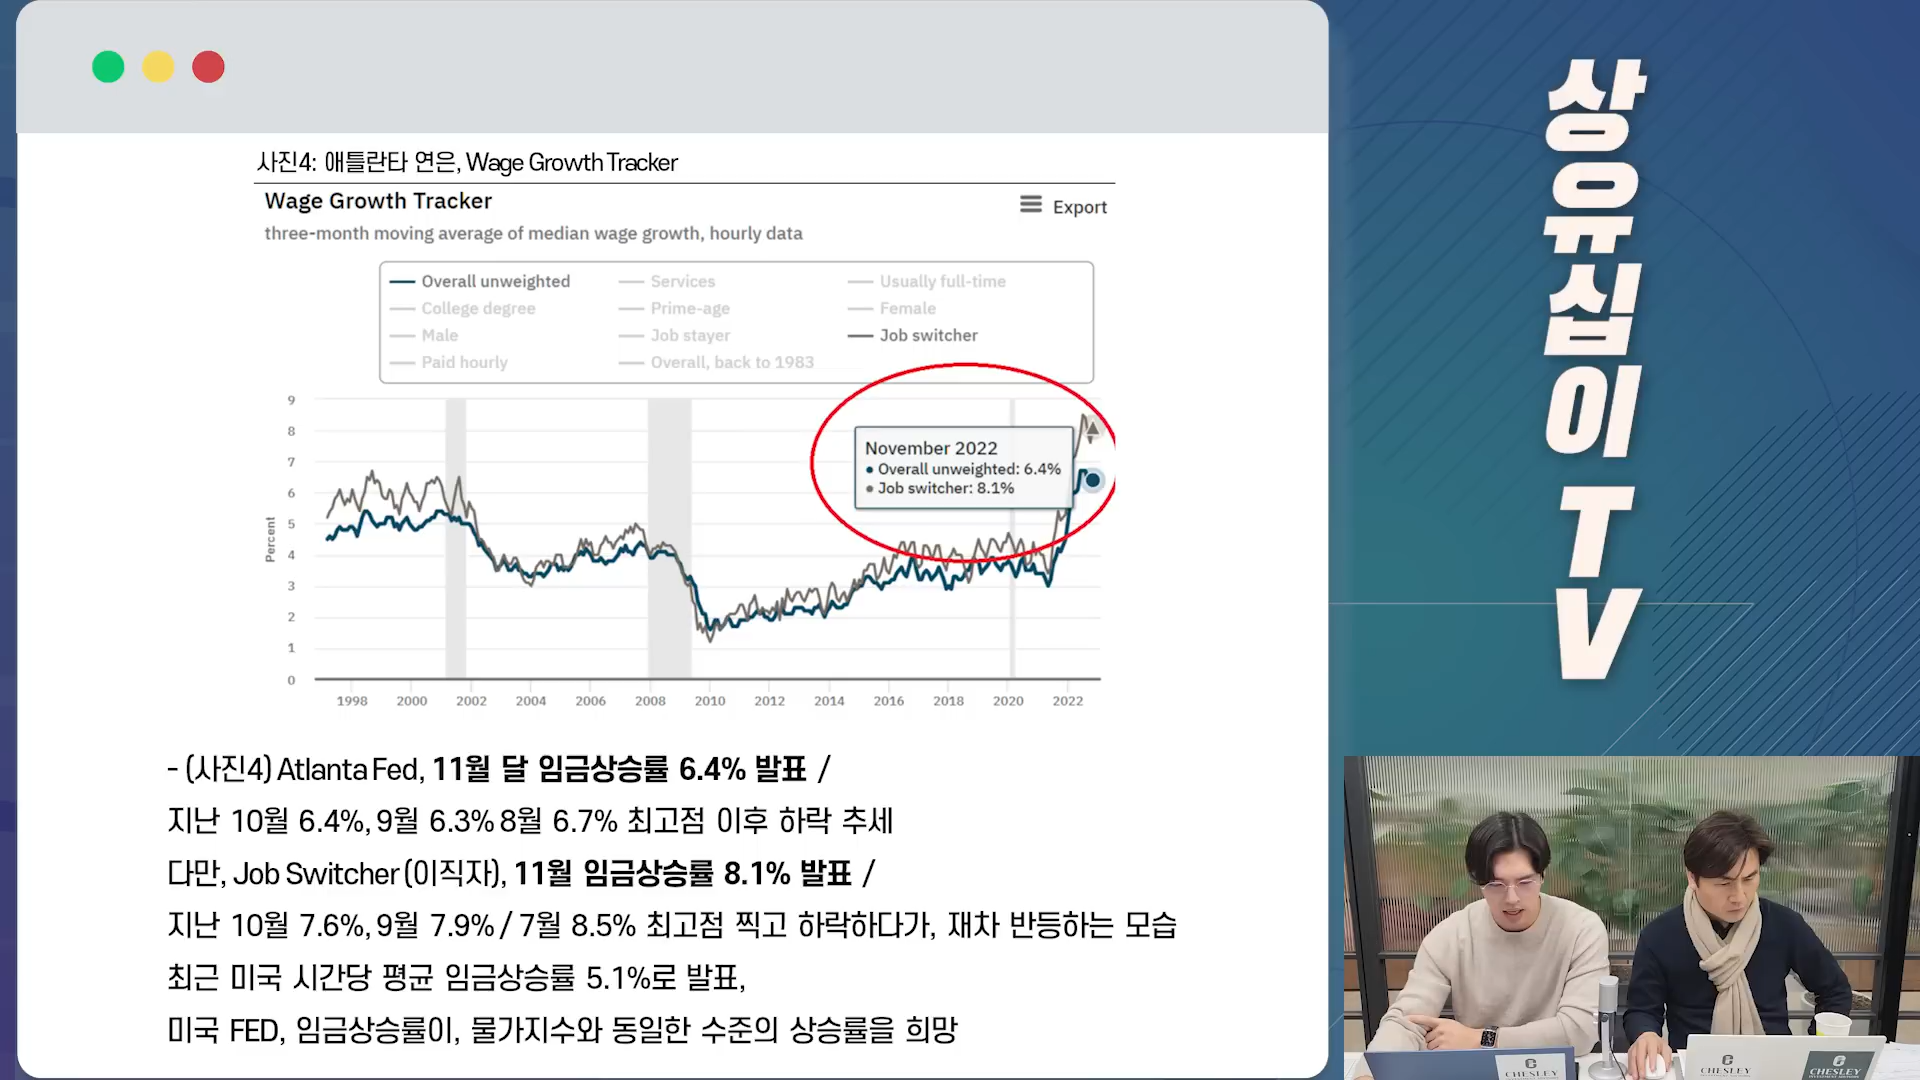 사진4: 애틀란타 연은, Wage Growth Tracker
Wage Growth Tracker
Export
three-month moving average of median wage growth, hourly data
Overall unweighted
Services
Usually full-time
College degree
Prime-age
Female
Male
Job stayer
Job switcher
Paid hourly
Overall, back to 1983
9
8
7
6
5
4
3
2
1
0
Percent
November 2022
Overall unweighted: 6.4%
Job switcher: 8.1%
1998 2000 2002 2004 2006 2008 2010 2012 2014 2016 2018 2020 2022
- (사진4) Atlanta Fed, 11월 달 임금상승률 6.4% 발표 /
지난 10월 6.4%, 9월 6.3% 8월 6.7% 최고점 이후 하락 추세
다만, Job Switcher (이직자), 11월 임금상승률 8.1% 발표 /
지난 10월 7.6%, 9월 7.9% / 7월 8.5% 최고점 찍고 하락하다가, 재차 반등하는 모습
최근 미국 시간당 평균 임금상승률 5.1%로 발표,
미국 FED, 임금상승률이, 물가지수와 동일한 수준의 상승률을 희망
상유십이 TV
CHESLEY
CHESLEY
CHESLEY